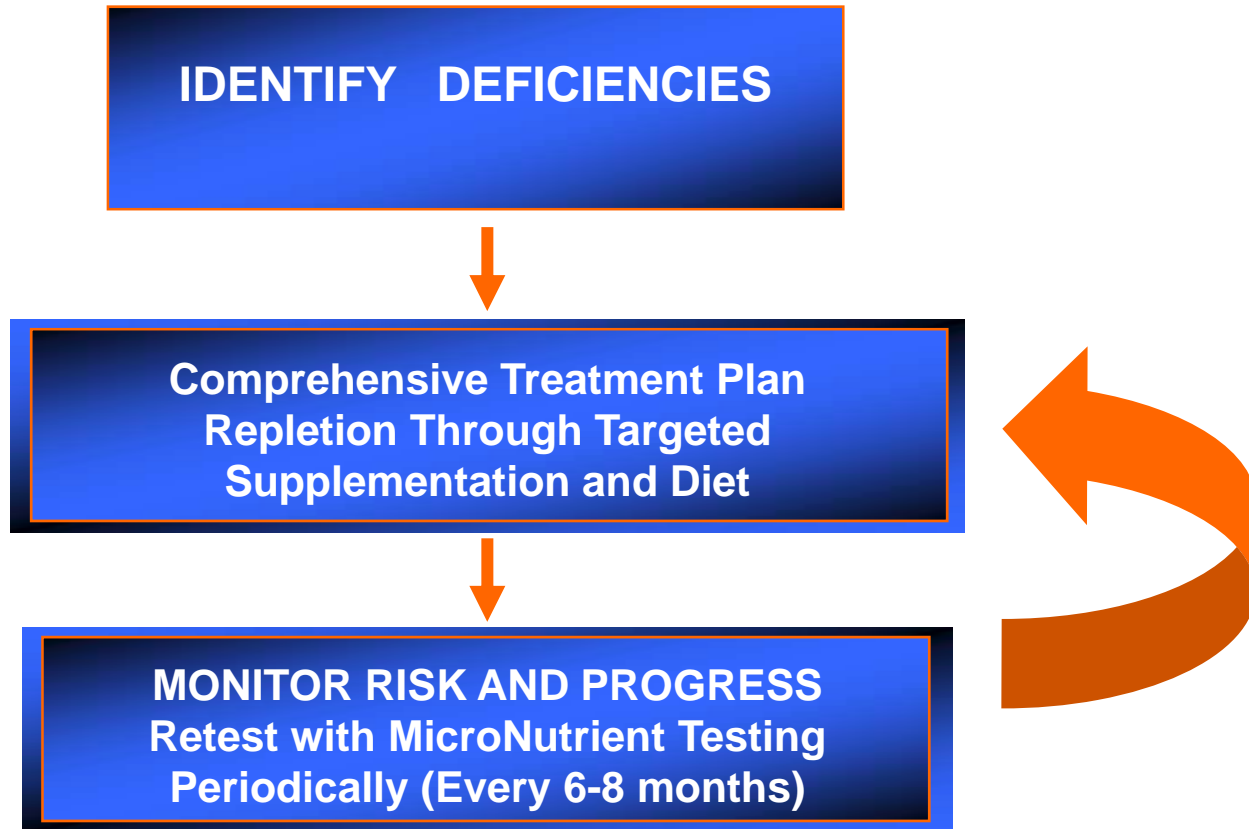 IDENTIFY DEFICIENCIES
Comprehensive Treatment Plan
Repletion Through Targeted
Supplementation and Diet
MONITOR RISK AND PROGRESS
Retest with MicroNutrient Testing
Periodically (Every 6-8 months)